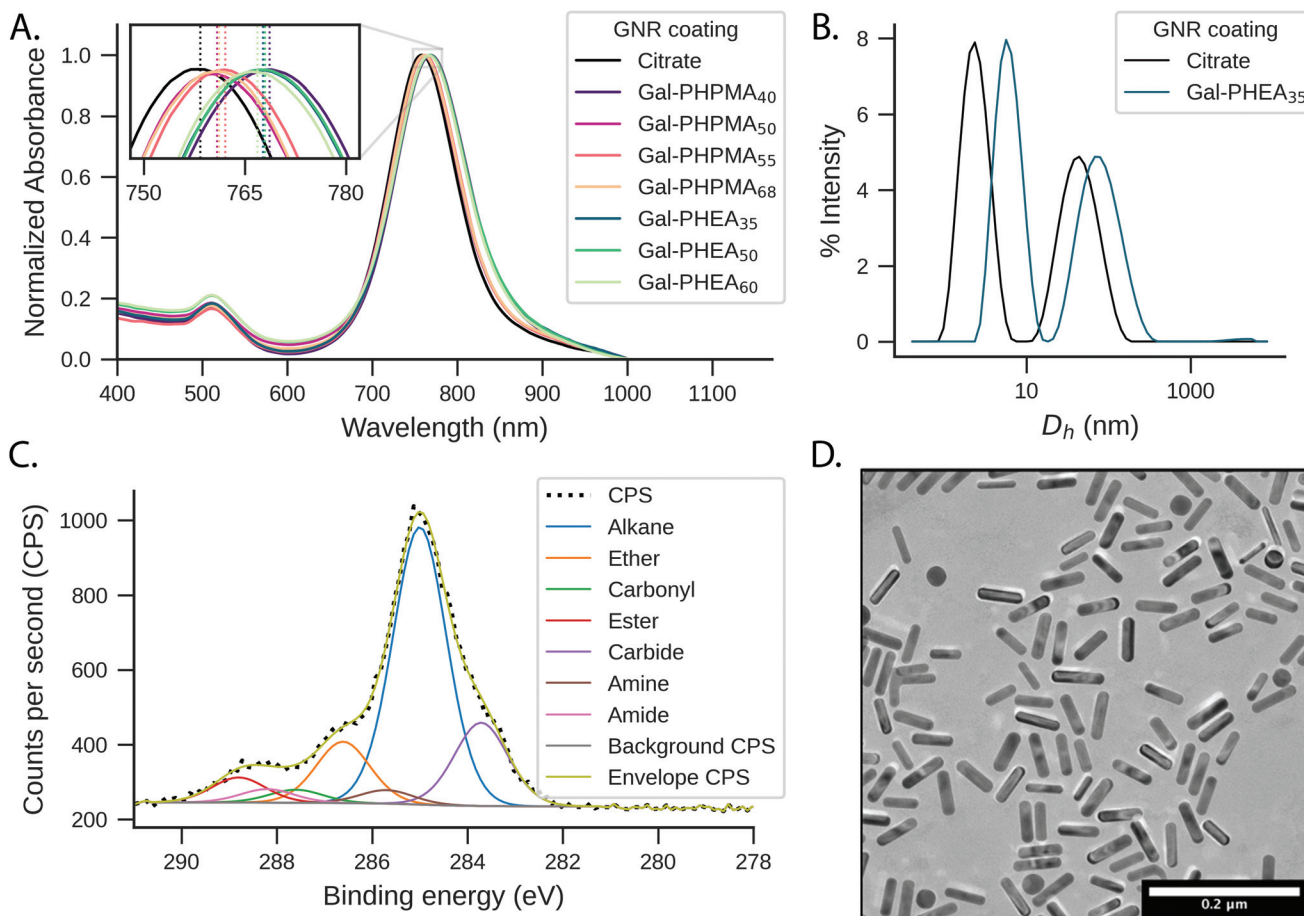 A.
Normalized Absorbance
1.0
0.8
0.6
0.4
0.2
0.0
750
765
780
400
500
600
700
800
900
1000
1100
Wavelength (nm)
GNR coating
Citrate
Gal-PHPMA40
Gal-PHPMA50
Gal-PHPMA55
Gal-PHPMA68
Gal-PHEA35
Gal-PHEA50
Gal-PHEA60
B.
% Intensity
8
6
4
2
0
10
1000
Dh (nm)
GNR coating
Citrate
Gal-PHEA35
C.
Counts per second (CPS)
1000
800
600
400
200
290
288
286
284
282
280
278
Binding energy (eV)
CPS
Alkane
Ether
Carbonyl
Ester
Carbide
Amine
Amide
Background CPS
Envelope CPS
D.
0.2 µm